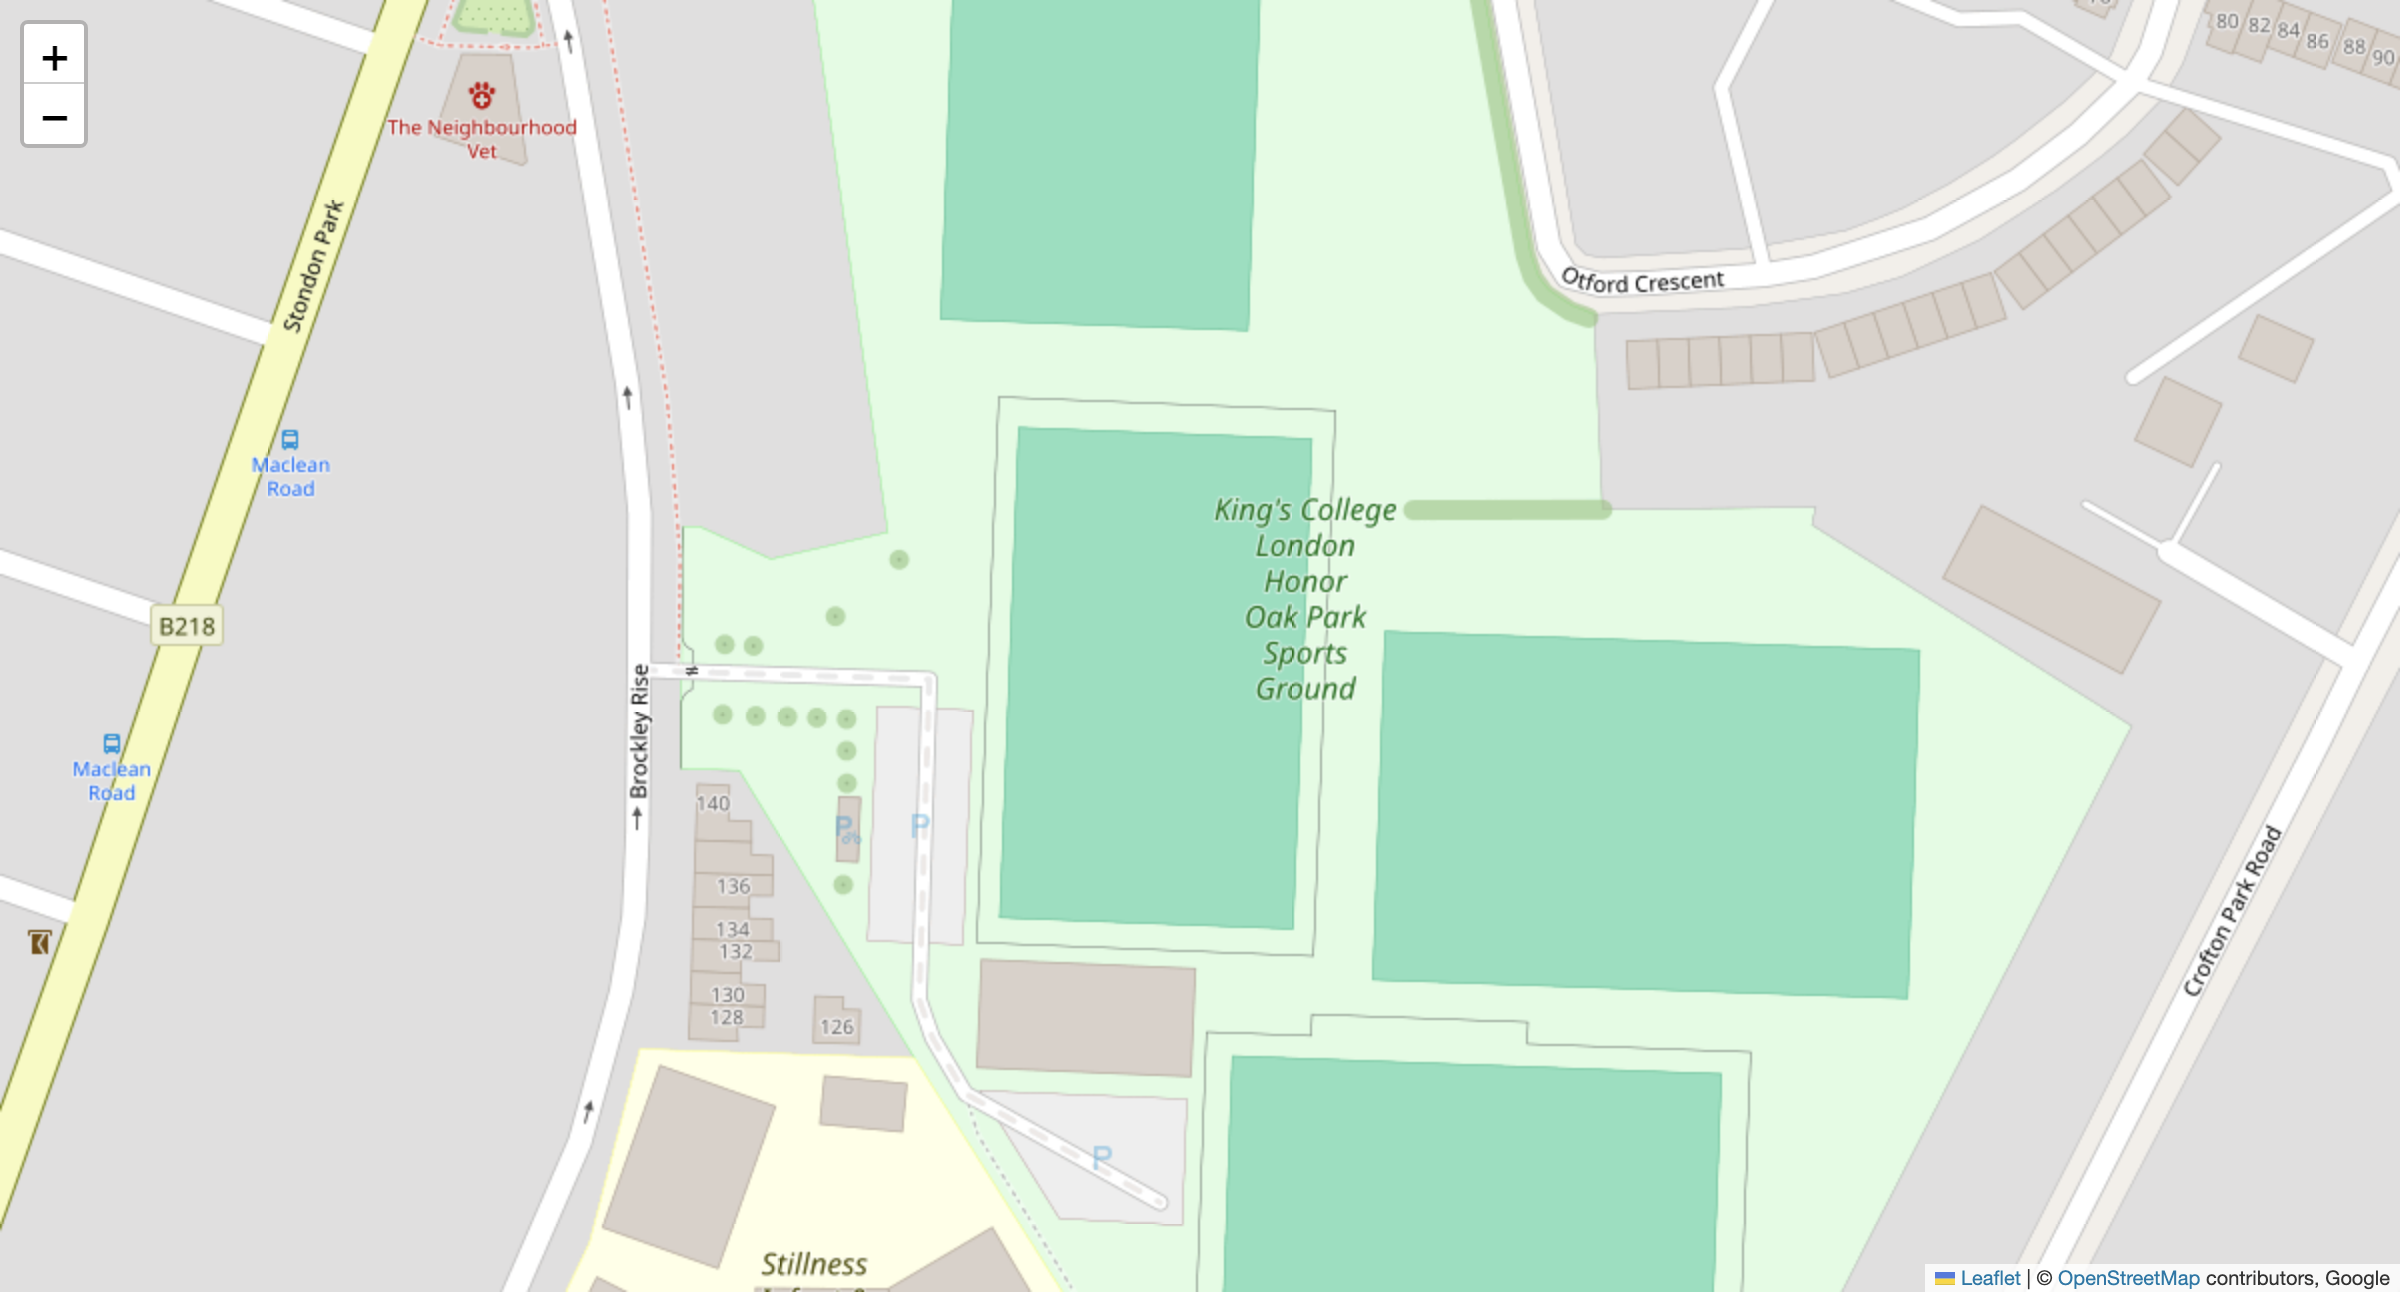 +
−
The Neighbourhood
Vet
Stondon Park
80
82
84
86
88
90
Otford Crescent
Maclean
Road
King's College
London
Honor
Oak Park
Sports
Ground
B218
Brockley Rise
Maclean
Road
140
136
134
132
130
128
126
P
P
P
Crofton Park Road
Stillness
Leaflet | © OpenStreetMap contributors, Google